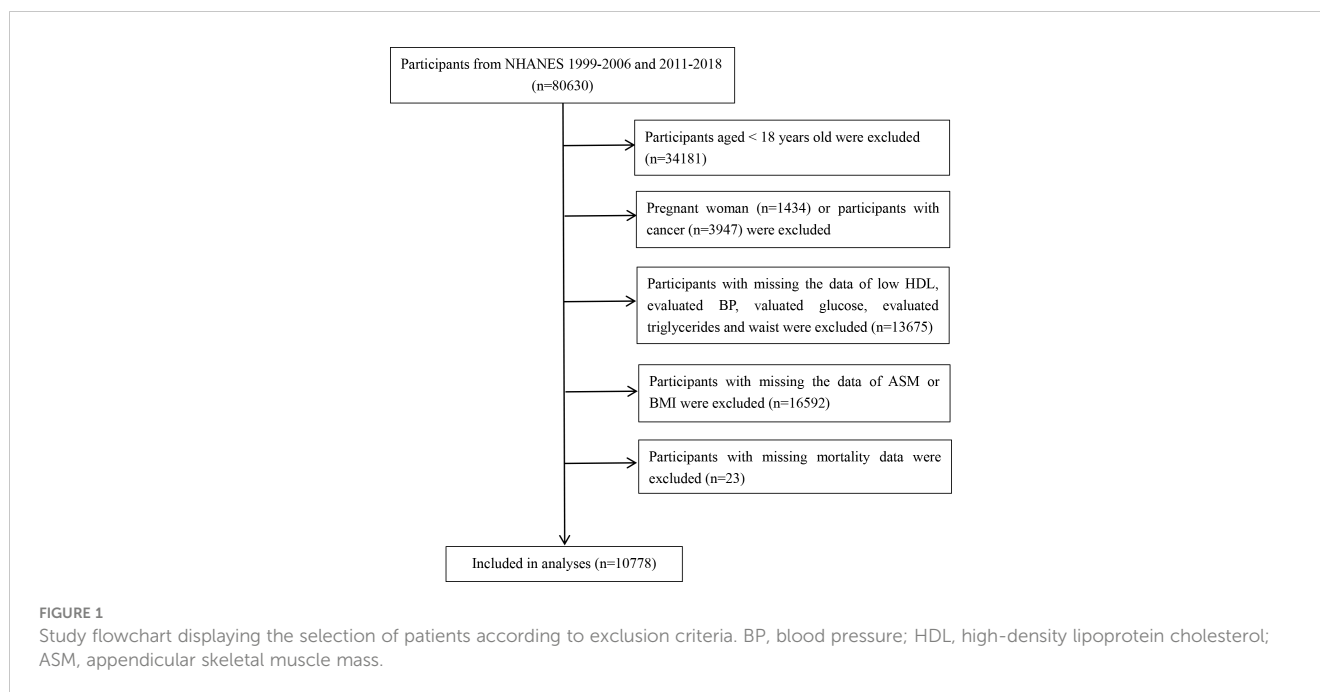 Participants from NHANES 1999-2006 and 2011-2018
(n=80630)
Participants aged < 18 years old were excluded
(n=34181)
Pregnant woman (n=1434) or participants with
cancer (n=3947) were excluded
Participants with missing the data of low HDL,
evaluated BP, valuated glucose, evaluated
triglycerides and waist were excluded (n=13675)
Participants with missing the data of ASM or
BMI were excluded (n=16592)
Participants with missing mortality data were
excluded (n=23)
Included in analyses (n=10778)
FIGURE 1
Study flowchart displaying the selection of patients according to exclusion criteria. BP, blood pressure; HDL, high-density lipoprotein cholesterol;
ASM, appendicular skeletal muscle mass.